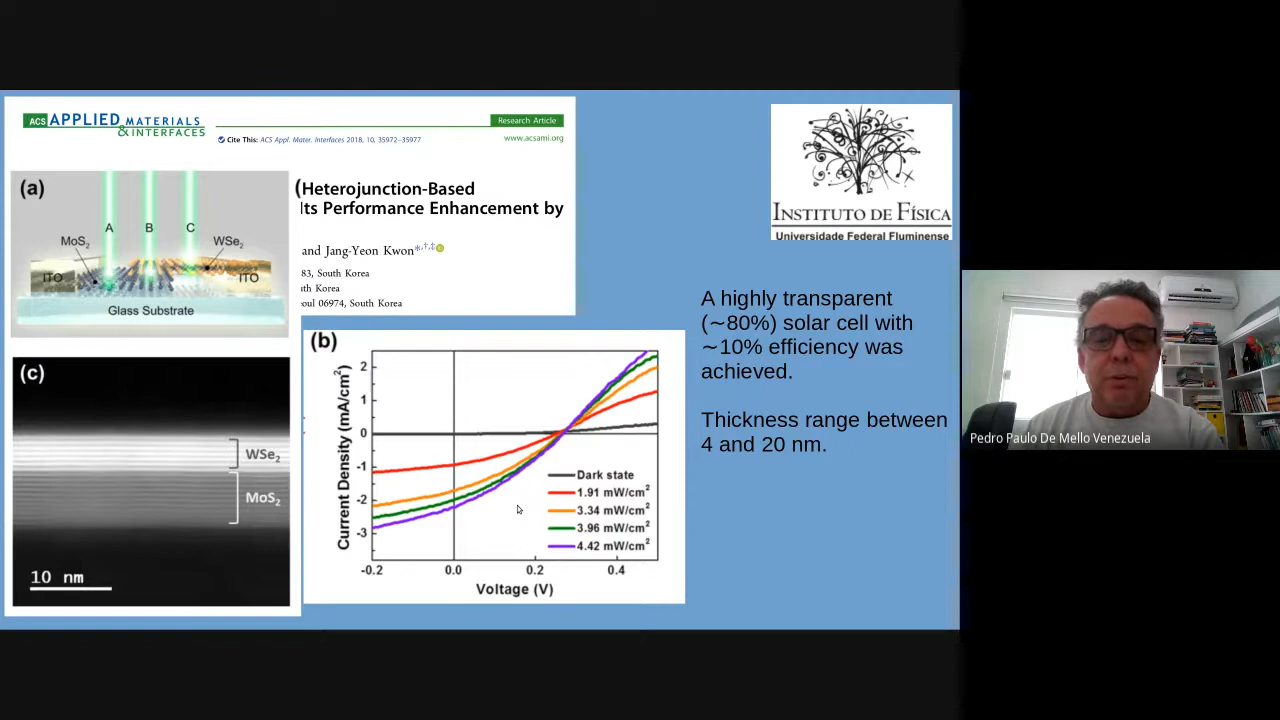 ACS APPLIED MATERIALS
& INTERFACES
Research Article
Cite This: ACS Appl. Mater. Interfaces 2018, 10, 35972−35977
www.acsami.org
(a)
A
B
C
MoS2
WSe2
ITO
ITO
Glass Substrate
Heterojunction-Based
Its Performance Enhancement by
and Jang-Yeon Kwon*,†,‡
83, South Korea
uth Korea
oul 06974, South Korea
(c)
WSe2
MoS2
10 nm
(b)
Current Density (mA/cm2)
2
1
0
-1
-2
-3
Dark state
1.91 mW/cm2
3.34 mW/cm2
3.96 mW/cm2
4.42 mW/cm2
-0.2
0.0
0.2
0.4
Voltage (V)
INSTITUTO DE FÍSICA
Universidade Federal Fluminense
A highly transparent
(∼80%) solar cell with
∼10% efficiency was
achieved.
Thickness range between
4 and 20 nm.
Pedro Paulo De Mello Venezuela